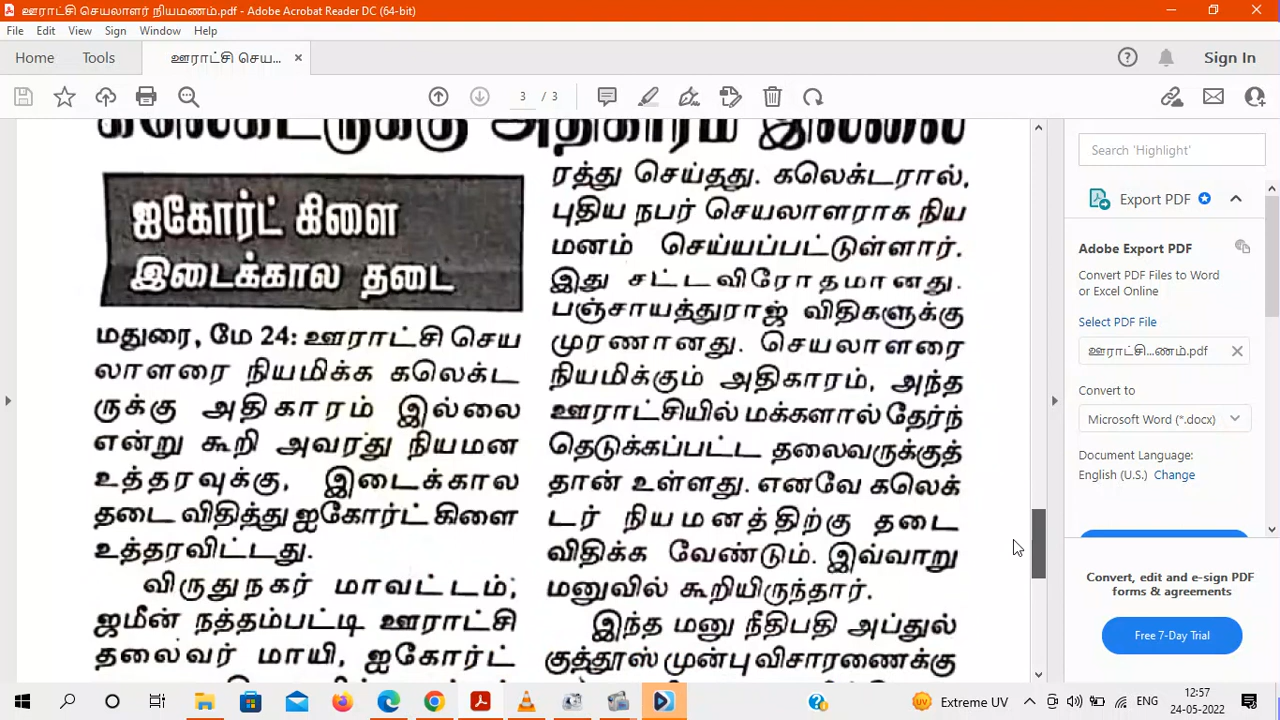 ஊராட்சி செயலாளர் நியமணம்.pdf - Adobe Acrobat Reader DC (64-bit)
File Edit View Sign Window Help
Home Tools ஊராட்சி செய... Sign In
3 / 3
கலெக்டருக்கு அதிகாரம் இல்லை
ஐகோர்ட் கிளை
இடைக்கால தடை
மதுரை, மே 24: ஊராட்சி செய
லாளரை நியமிக்க கலெக்ட
ருக்கு அதிகாரம் இல்லை
என்று கூறி அவரது நியமன
உத்தரவுக்கு, இடைக்கால
தடை விதித்து ஐகோர்ட் கிளை
உத்தரவிட்டது.
விருதுநகர் மாவட்டம்,
ஜமீன் நத்தம்பட்டி ஊராட்சி
தலைவர் மாயி, ஐகோர்ட்
ரத்து செய்தது. கலெக்டரால்,
புதிய நபர் செயலாளராக நிய
மனம் செய்யப்பட்டுள்ளார்.
இது சட்டவிரோதமானது.
பஞ்சாயத்துராஜ் விதிகளுக்கு
முரணானது. செயலாளரை
நியமிக்கும் அதிகாரம், அந்த
ஊராட்சியில் மக்களால் தேர்ந்
தெடுக்கப்பட்ட தலைவருக்குத்
தான் உள்ளது. எனவே கலெக்
டர் நியமனத்திற்கு தடை
விதிக்க வேண்டும். இவ்வாறு
மனுவில் கூறியிருந்தார்.
இந்த மனு நீதிபதி அப்துல்
குத்தூஸ் முன்பு விசாரணைக்கு
Search 'Highlight'
Export PDF
Adobe Export PDF
Convert PDF Files to Word
or Excel Online
Select PDF File
ஊராட்சி...ணம்.pdf
Convert to
Microsoft Word (*.docx)
Document Language:
English (U.S.) Change
Convert, edit and e-sign PDF
forms & agreements
Free 7-Day Trial
Extreme UV
ENG
2:57
24-05-2022